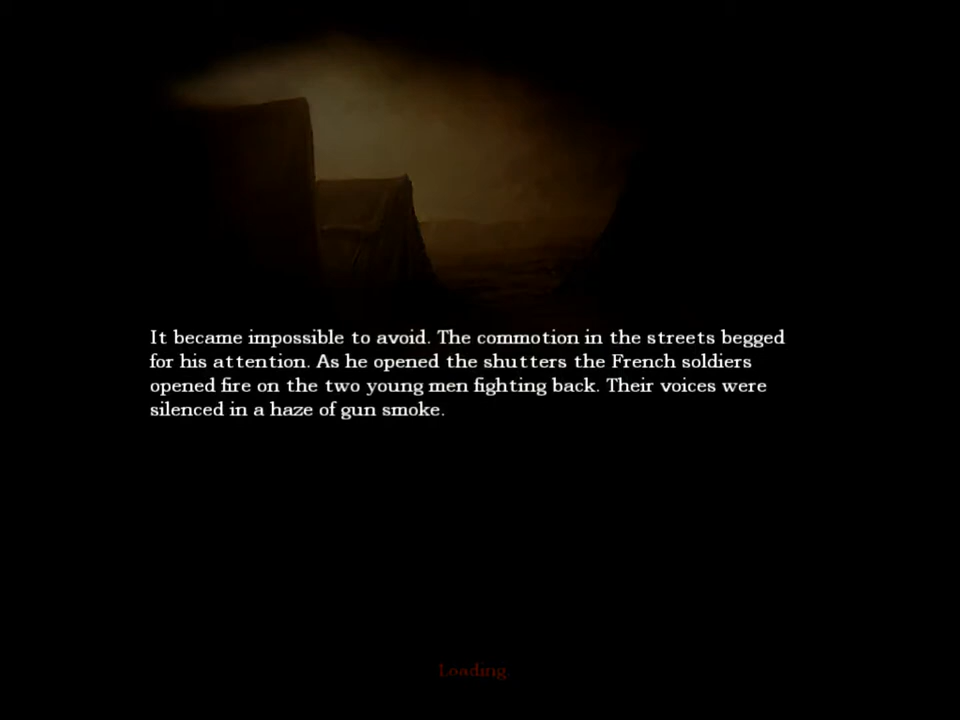 It became impossible to avoid. The commotion in the streets begged
for his attention. As he opened the shutters the French soldiers
opened fire on the two young men fighting back. Their voices were
silenced in a haze of gun smoke.
Loading.